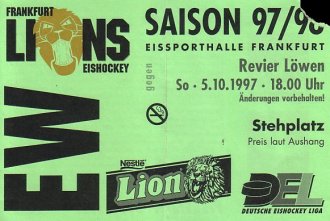 FRANKFURT
LIONS
EISHOCKEY
SAISON 97/98
EISSPORTHALLE FRANKFURT
gegen
Revier Löwen
So · 5.10.1997 · 18.00 Uhr
Änderungen vorbehalten!
EW
Stehplatz
Preis laut Aushang
Nestlé
Lion
DEL
DEUTSCHE EISHOCKEY LIGA